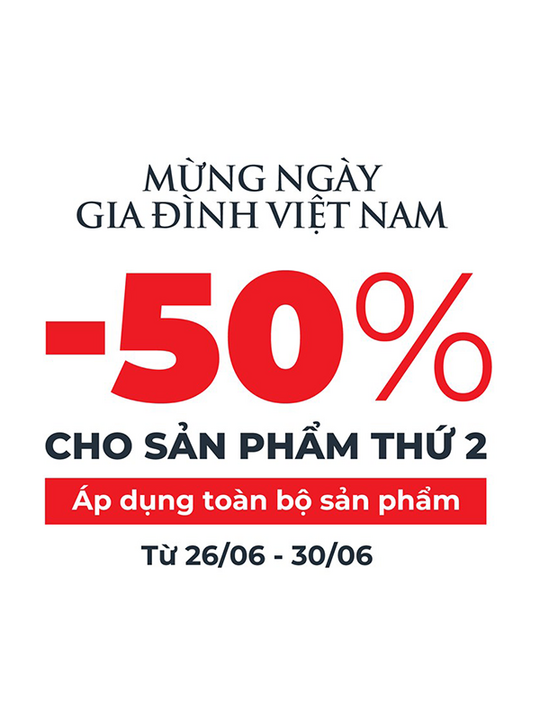 MỪNG NGÀY
GIA ĐÌNH VIỆT NAM
-50%
CHO SẢN PHẨM THỨ 2
Áp dụng toàn bộ sản phẩm
Từ 26/06 - 30/06